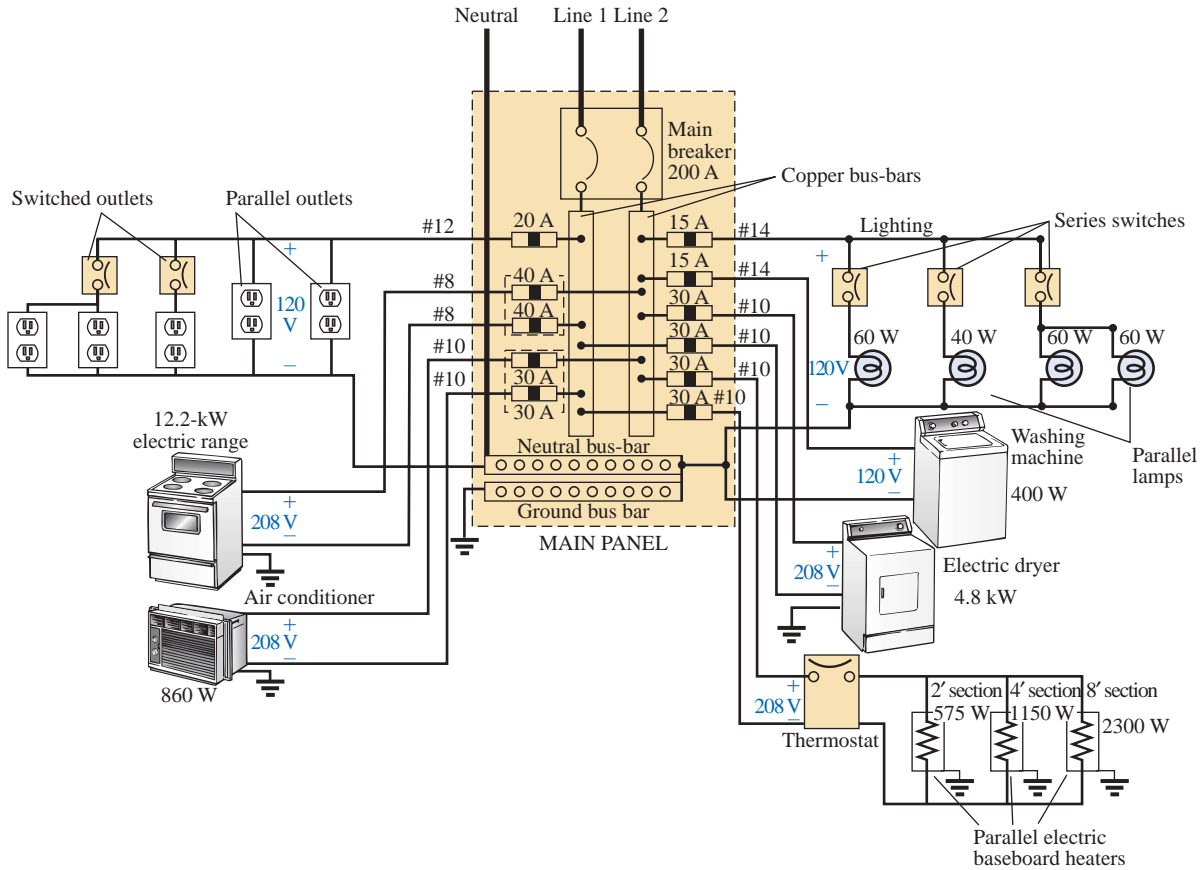 Neutral
Line 1 Line 2
Main
breaker
200 A
Copper bus-bars
Switched outlets
Parallel outlets
#12
20 A
15 A
#14
Lighting
Series switches
+
120
V
–
15 A
#14
#8
40 A
#8
40 A
30 A
#10
30 A
#10
#10
30 A
#10
30 A
30 A
#10
30 A
#10
+
120V
–
60 W
40 W
60 W
60 W
Parallel
lamps
12.2-kW
electric range
+
208 V
–
Neutral bus-bar
Ground bus bar
MAIN PANEL
Washing
machine
400 W
+
120 V
–
Air conditioner
+
208 V
–
860 W
Electric dryer
4.8 kW
+
208 V
–
+
208 V
–
Thermostat
2′ section
575 W
4′ section
1150 W
8′ section
2300 W
Parallel electric
baseboard heaters